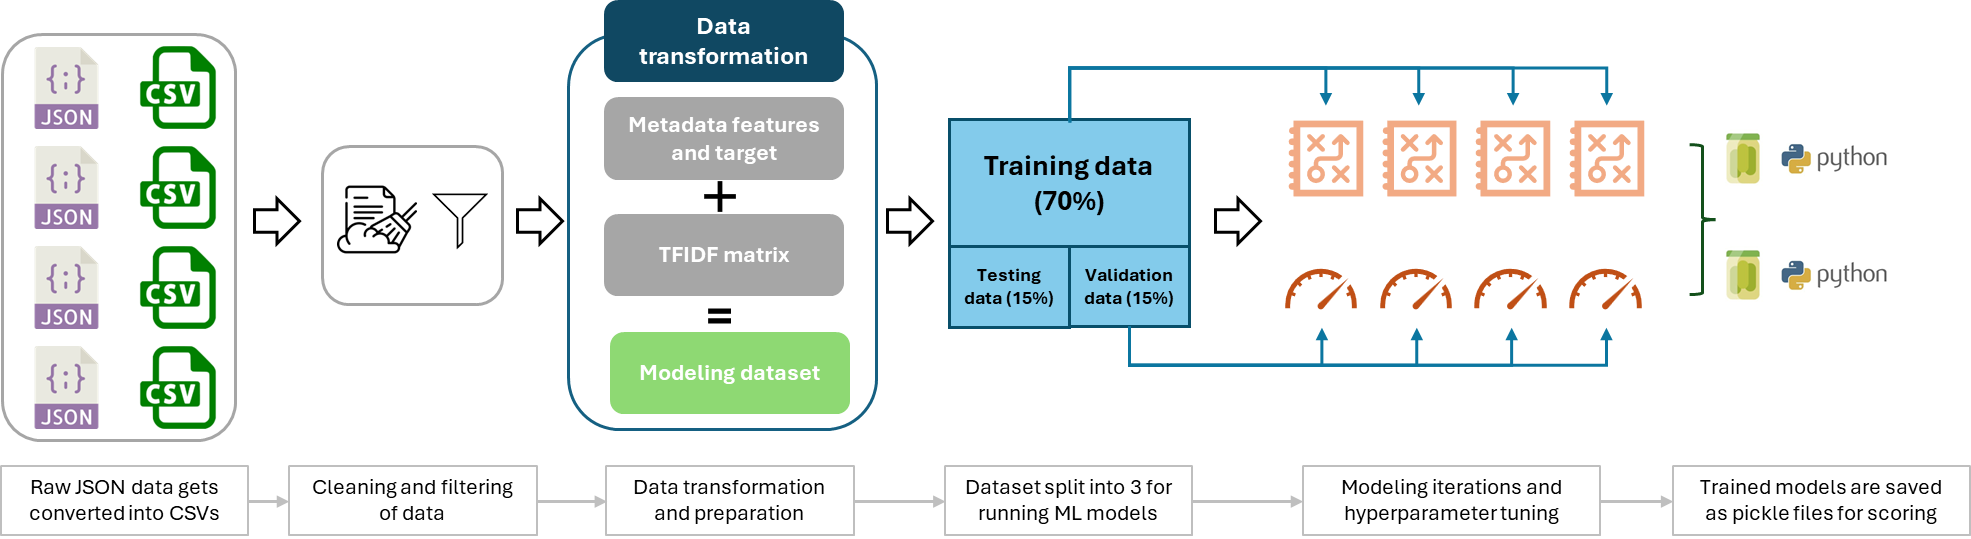 {;}
JSON
CSV
{;}
JSON
CSV
{;}
JSON
CSV
{;}
JSON
CSV
Data
transformation
Metadata features
and target
+
TFIDF matrix
=
Modeling dataset
Training data
(70%)
Testing
data (15%)
Validation
data (15%)
python
python
Raw JSON data gets
converted into CSVs
Cleaning and filtering
of data
Data transformation
and preparation
Dataset split into 3 for
running ML models
Modeling iterations and
hyperparameter tuning
Trained models are saved
as pickle files for scoring